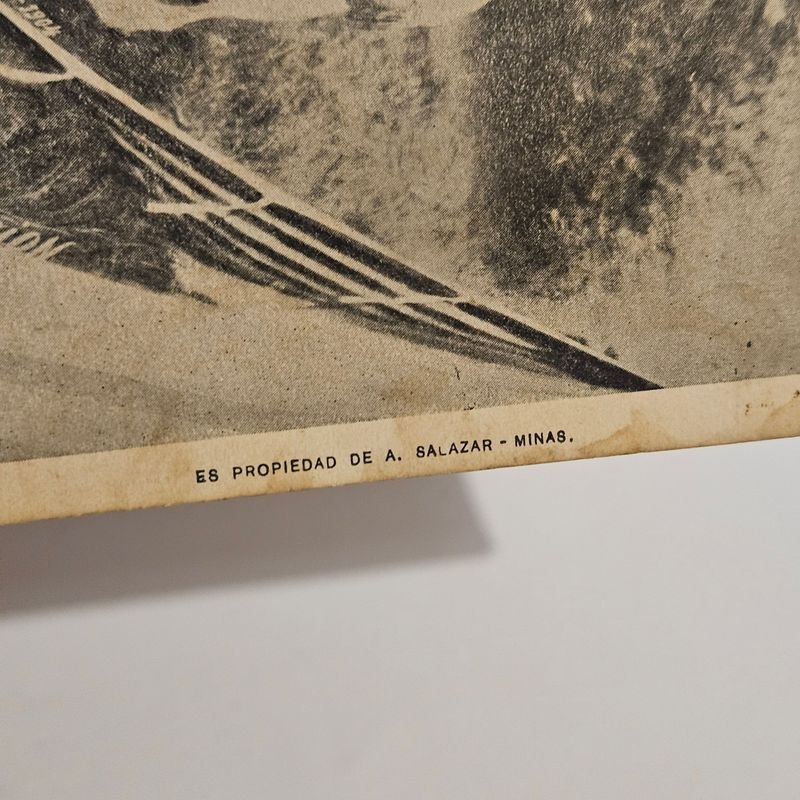 ES PROPIEDAD DE A. SALAZAR - MINAS.